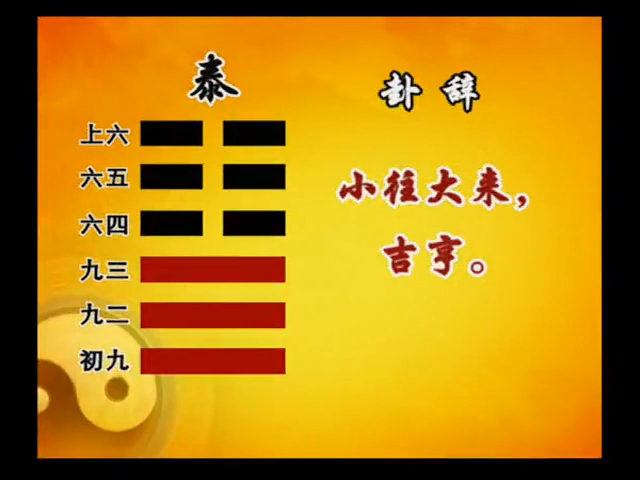 泰
卦辞
上六
六五
六四
九三
九二
初九
小往大来，
吉亨。